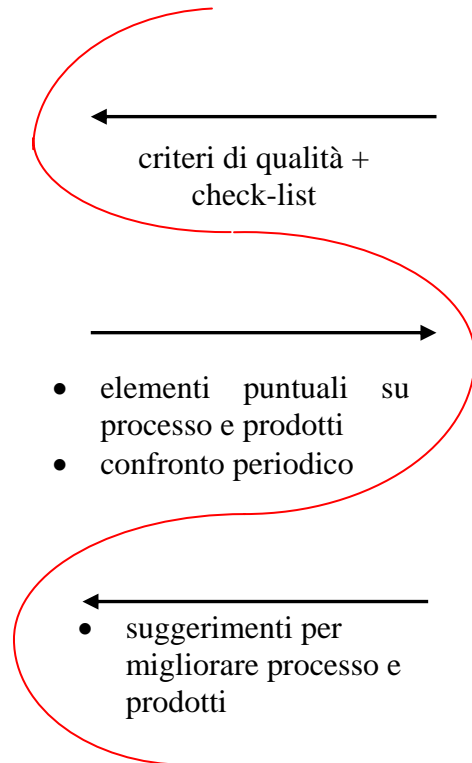 criteri di qualità +
check-list
• elementi puntuali su
processo e prodotti
• confronto periodico
• suggerimenti per
migliorare processo e
prodotti